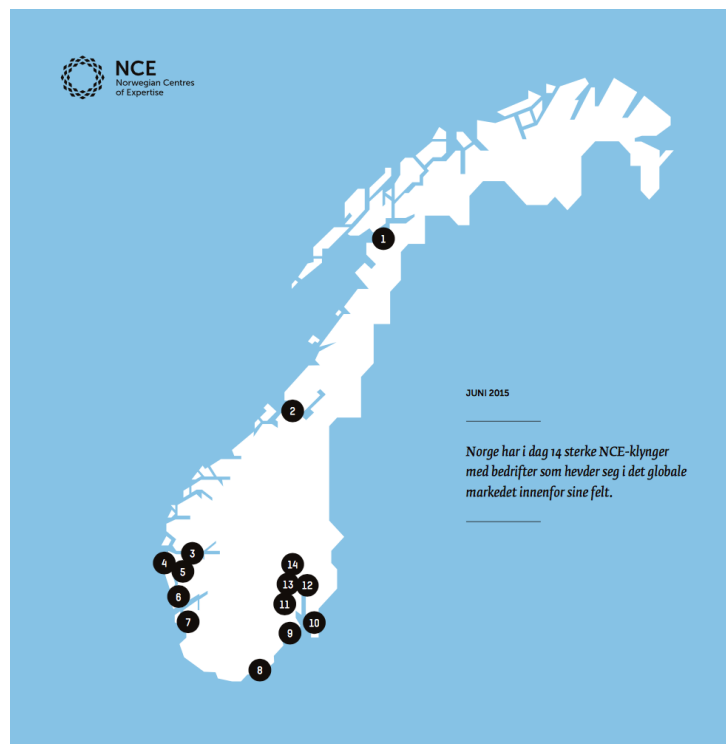 NCE
Norwegian Centres
of Expertise
1
2
JUNI 2015
Norge har i dag 14 sterke NCE-klynger
med bedrifter som hevder seg i det globale
markedet innenfor sine felt.
3
4
5
14
13
12
6
11
7
10
9
8